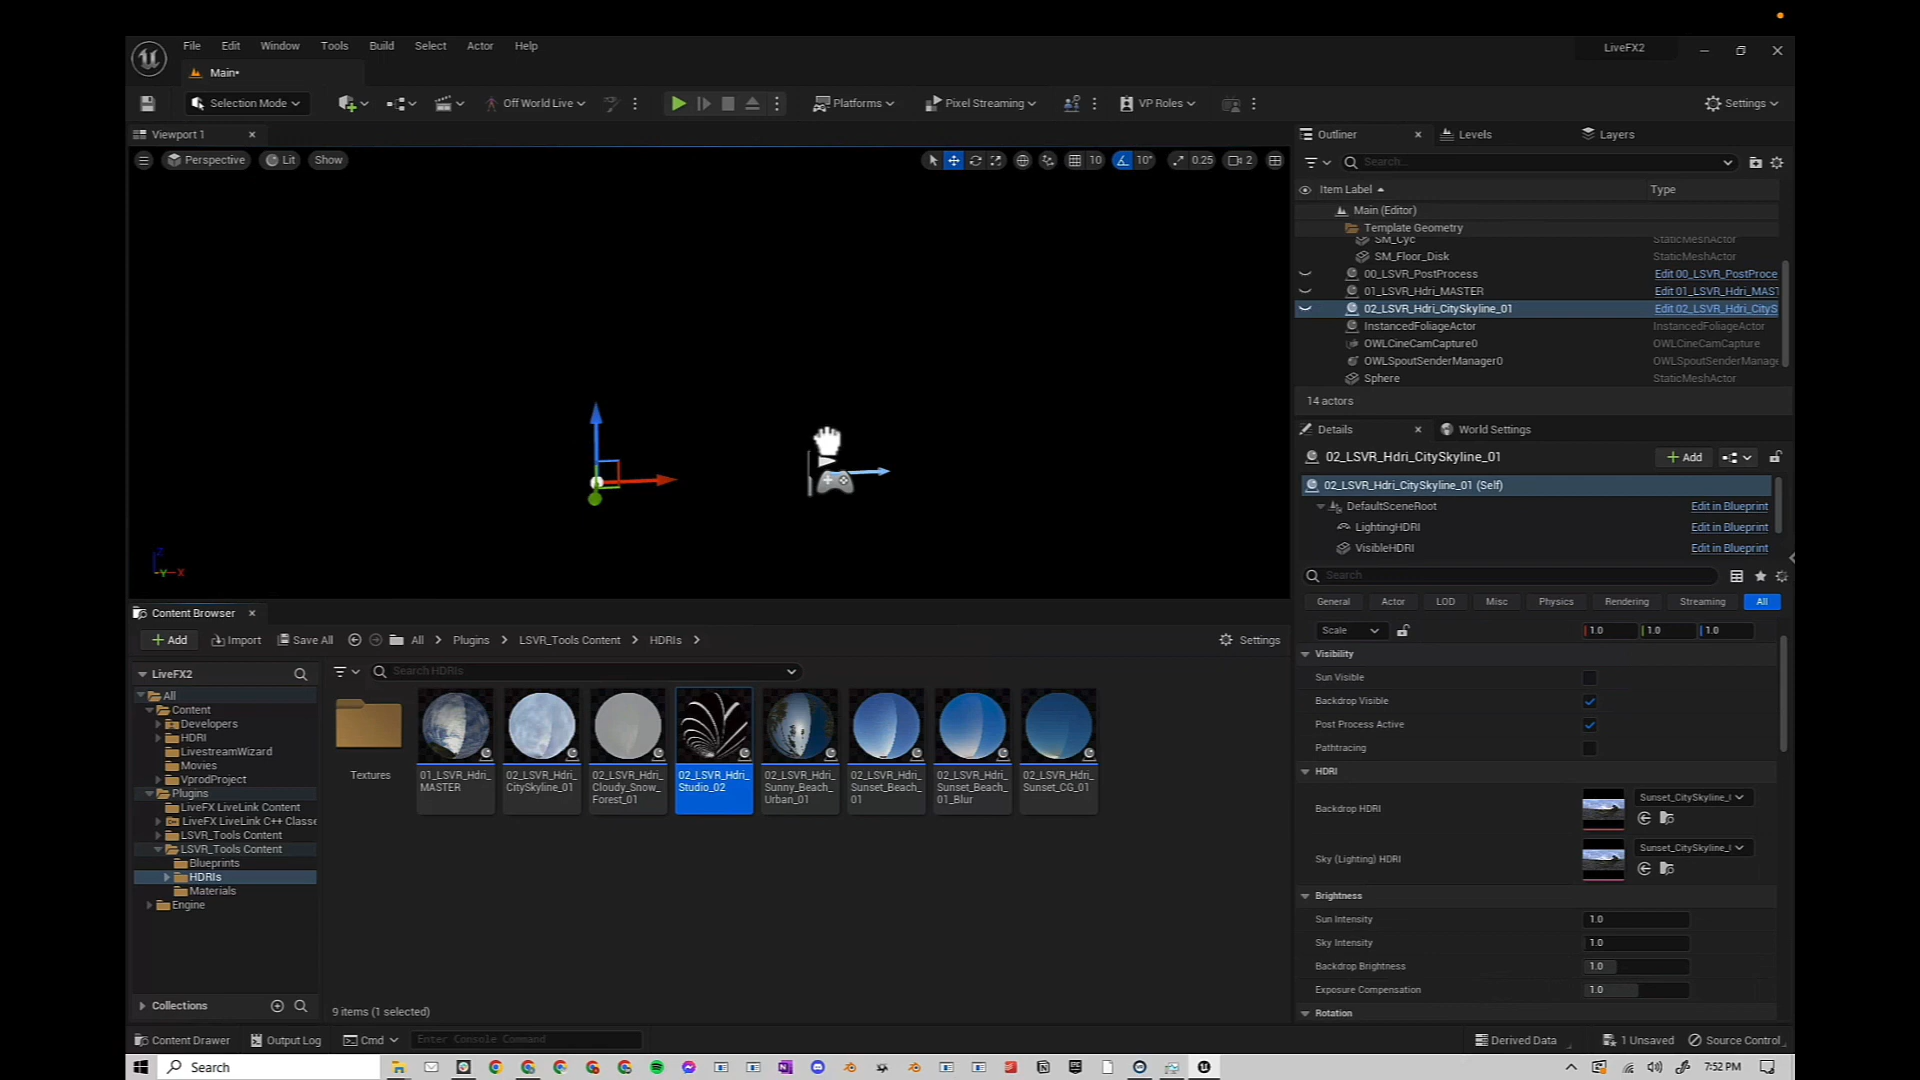 File Edit Window Tools Build Select Actor Help
LiveFX2
Main•
Selection Mode
Off World Live
Platforms
Pixel Streaming
VP Roles
Settings
Viewport 1
Perspective
Lit
Show
10
10°
0.25
2
Outliner
Levels
Layers
Search...
Item Label
Type
Main (Editor)
Template Geometry
SM_Cyc StaticMeshActor
SM_Floor_Disk StaticMeshActor
00_LSVR_PostProcess Edit 00_LSVR_PostProce
01_LSVR_Hdri_MASTER Edit 01_LSVR_Hdri_MAST
02_LSVR_Hdri_CitySkyline_01 Edit 02_LSVR_Hdri_CityS
InstancedFoliageActor InstancedFoliageActor
OWLCineCamCapture0 OWLCineCamCapture
OWLSpoutSenderManager0 OWLSpoutSenderManage
Sphere StaticMeshActor
14 actors
Details
World Settings
02_LSVR_Hdri_CitySkyline_01
Add
02_LSVR_Hdri_CitySkyline_01 (Self)
DefaultSceneRoot Edit in Blueprint
LightingHDRI Edit in Blueprint
VisibleHDRI Edit in Blueprint
Search
General Actor LOD Misc Physics Rendering Streaming All
Scale 1.0 1.0 1.0
Visibility
Sun Visible
Backdrop Visible
Post Process Active
Pathtracing
HDRI
Backdrop HDRI Sunset_CitySkyline_(
Sky (Lighting) HDRI Sunset_CitySkyline_(
Brightness
Sun Intensity 1.0
Sky Intensity 1.0
Backdrop Brightness 1.0
Exposure Compensation 1.0
Rotation
Z
Y X
Content Browser
Add Import Save All All Plugins LSVR_Tools Content HDRIs
Settings
LiveFX2
Search HDRIs
All
Content
Developers
HDRI
LivestreamWizard
Movies
VprodProject
Plugins
LiveFX LiveLink Content
LiveFX LiveLink C++ Classe
LSVR_Tools Content
LSVR_Tools Content
Blueprints
HDRIs
Materials
Engine
Collections
Textures
01_LSVR_Hdri_
MASTER
02_LSVR_Hdri_
CitySkyline_01
02_LSVR_Hdri_
Cloudy_Snow_
Forest_01
02_LSVR_Hdri_
Studio_02
02_LSVR_Hdri_
Sunny_Beach_
Urban_01
02_LSVR_Hdri_
Sunset_Beach_
01
02_LSVR_Hdri_
Sunset_Beach_
01_Blur
02_LSVR_Hdri_
Sunset_CG_01
9 items (1 selected)
Content Drawer
Output Log
Cmd
Enter Console Command
Derived Data
1 Unsaved
Source Control
Search
7:52 PM